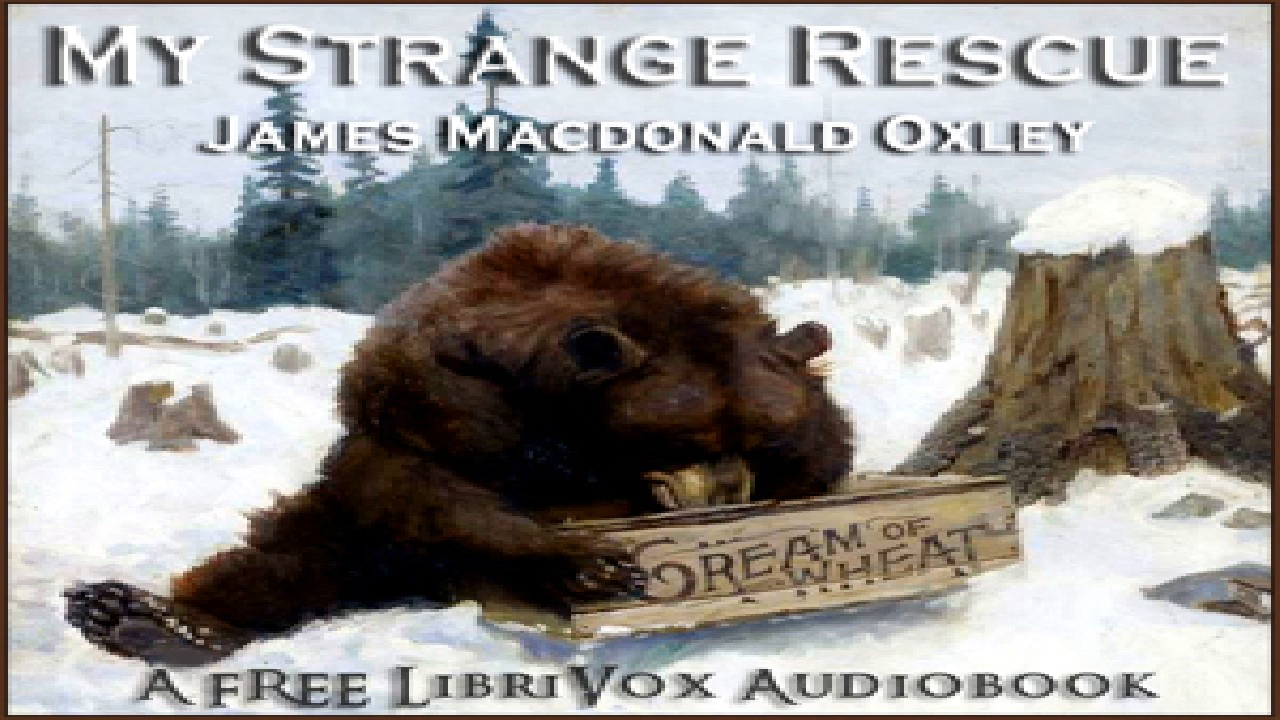 My Strange Rescue
James Macdonald Oxley
CREAM OF
WHEAT
A fREE LibriVox Audiobook